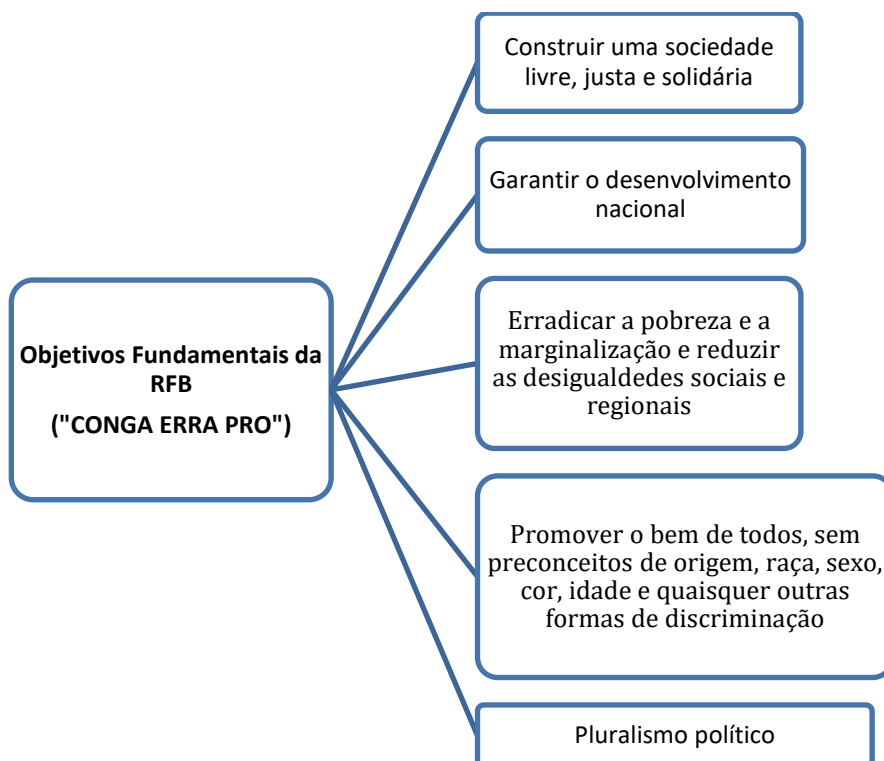 Construir uma sociedade
livre, justa e solidária
Garantir o desenvolvimento
nacional
Erradicar a pobreza e a
marginalização e reduzir
as desigualdedes sociais e
regionais
Objetivos Fundamentais da
RFB
("CONGA ERRA PRO")
Promover o bem de todos, sem
preconceitos de origem, raça, sexo,
cor, idade e quaisquer outras
formas de discriminação
Pluralismo político